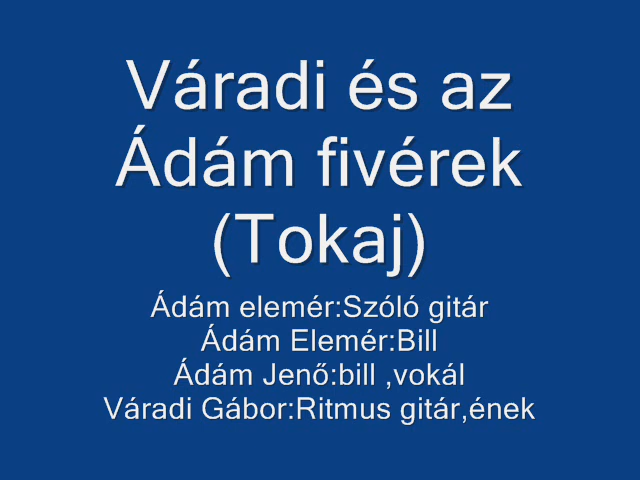 Váradi és az
Ádám fivérek
(Tokaj)
Ádám elemér:Szóló gitár
Ádám Elemér:Bill
Ádám Jenő:bill ,vokál
Váradi Gábor:Ritmus gitár,ének